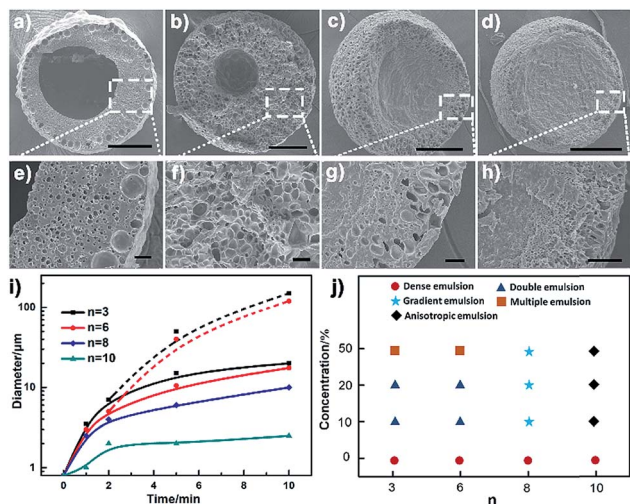 a)
b)
c)
d)
e)
f)
g)
h)
i)
n=3
n=6
n=8
n=10
100
10
1
Diameter/µm
0
2
4
6
8
10
Time/min
j)
Dense emulsion
Double emulsion
Gradient emulsion
Multiple emulsion
Anisotropic emulsion
50
20
10
0
Concentration/%
3
6
8
10
n